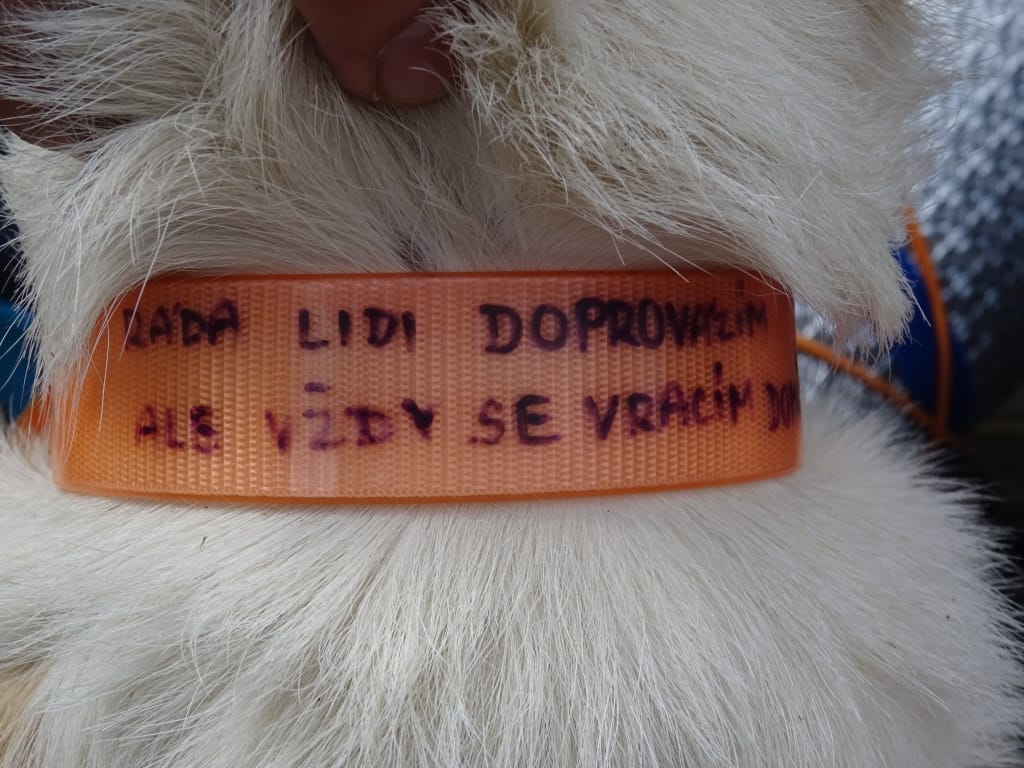 RÁDA LIDI DOPROVÁZÍM
ALE VŽDY SE VRACÍM